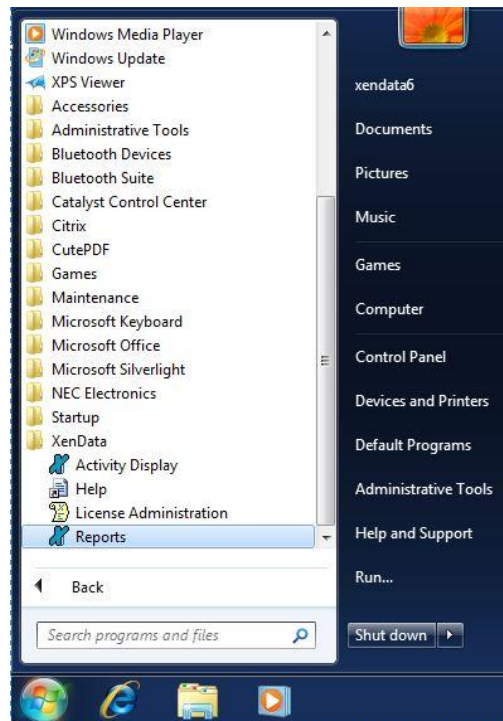 Windows Media Player
Windows Update
XPS Viewer
Accessories
Administrative Tools
Bluetooth Devices
Bluetooth Suite
Catalyst Control Center
Citrix
CutePDF
Games
Maintenance
Microsoft Keyboard
Microsoft Office
Microsoft Silverlight
NEC Electronics
Startup
XenData
Activity Display
Help
License Administration
Reports
Back
Search programs and files
xendata6
Documents
Pictures
Music
Games
Computer
Control Panel
Devices and Printers
Default Programs
Administrative Tools
Help and Support
Run...
Shut down